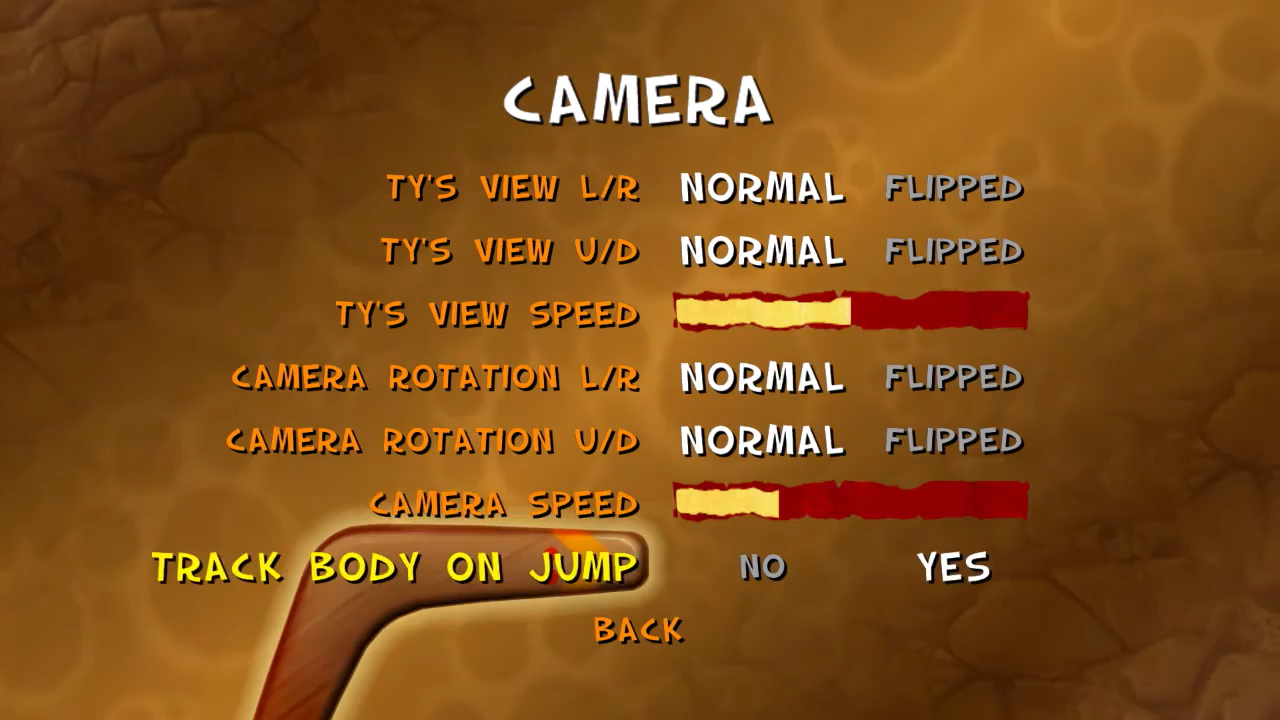 CAMERA
TY'S VIEW L/R NORMAL FLIPPED
TY'S VIEW U/D NORMAL FLIPPED
TY'S VIEW SPEED
CAMERA ROTATION L/R NORMAL FLIPPED
CAMERA ROTATION U/D NORMAL FLIPPED
CAMERA SPEED
TRACK BODY ON JUMP NO YES
BACK